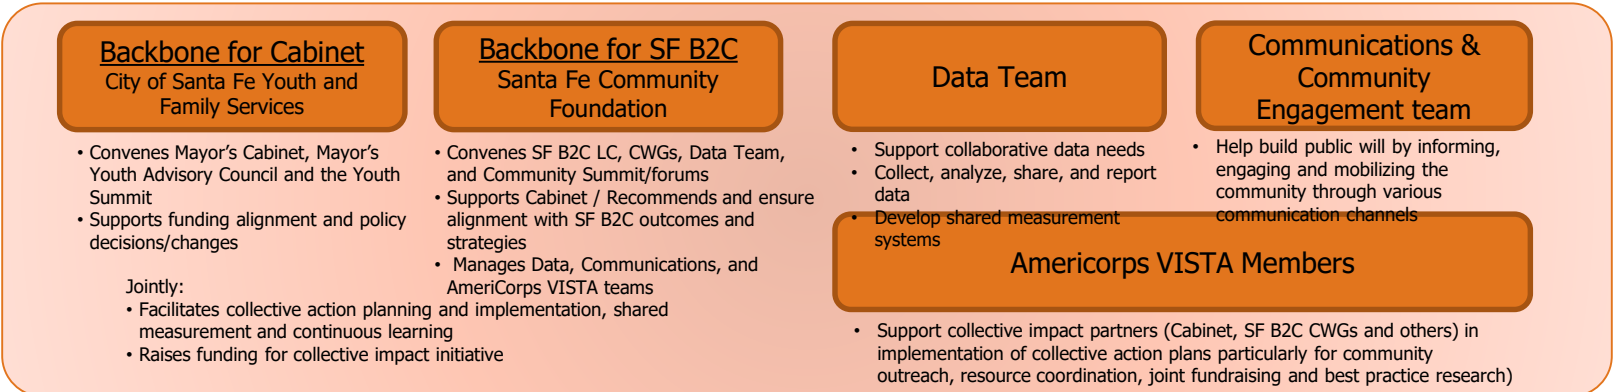 Backbone for Cabinet
City of Santa Fe Youth and
Family Services
• Convenes Mayor’s Cabinet, Mayor’s
Youth Advisory Council and the Youth
Summit
• Supports funding alignment and policy
decisions/changes
Backbone for SF B2C
Santa Fe Community
Foundation
• Convenes SF B2C LC, CWGs, Data Team,
and Community Summit/forums
• Supports Cabinet / Recommends and ensure
alignment with SF B2C outcomes and
strategies
• Manages Data, Communications, and
AmeriCorps VISTA teams
Jointly:
• Facilitates collective action planning and implementation, shared
measurement and continuous learning
• Raises funding for collective impact initiative
Data Team
• Support collaborative data needs
• Collect, analyze, share, and report
data
• Develop shared measurement
systems
Communications &
Community
Engagement team
• Help build public will by informing,
engaging and mobilizing the
community through various
communication channels
Americorps VISTA Members
• Support collective impact partners (Cabinet, SF B2C CWGs and others) in
implementation of collective action plans particularly for community
outreach, resource coordination, joint fundraising and best practice research)